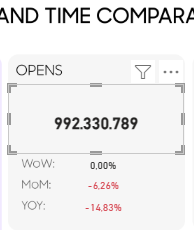 AND TIME COMPARA
OPENS
992.330.789
WoW: 0,00%
MoM: -6,26%
YOY: -14,83%